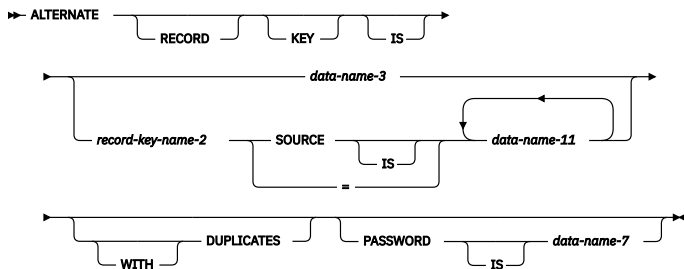 ALTERNATE
RECORD KEY IS
data-name-3
record-key-name-2 SOURCE data-name-11
IS
=
DUPLICATES PASSWORD data-name-7
WITH IS